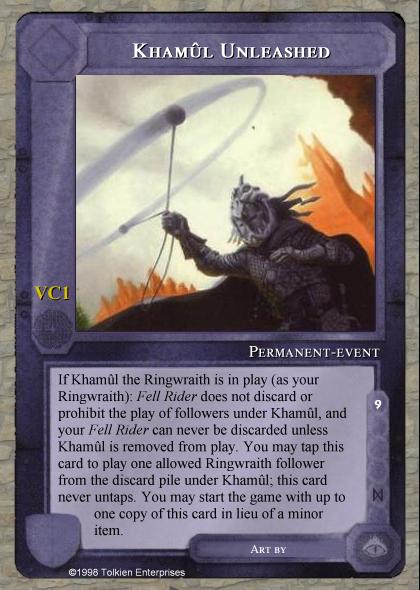 Khamûl Unleashed
VC1
Permanent-event
If Khamûl the Ringwraith is in play (as your
Ringwraith): Fell Rider does not discard or
prohibit the play of followers under Khamûl, and
your Fell Rider can never be discarded unless
Khamûl is removed from play. You may tap this
card to play one allowed Ringwraith follower
from the discard pile under Khamûl; this card
never untaps. You may start the game with up to
one copy of this card in lieu of a minor
item.
9
Art by
©1998 Tolkien Enterprises